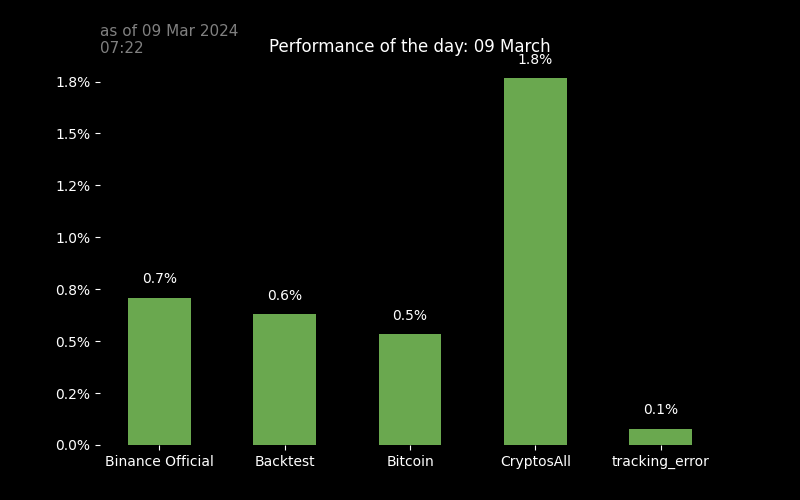 as of 09 Mar 2024
07:22
Performance of the day: 09 March
1.8%
1.8%
1.5%
1.2%
1.0%
0.8%
0.5%
0.2%
0.0%
0.7%
0.6%
0.5%
0.1%
Binance Official
Backtest
Bitcoin
CryptosAll
tracking_error